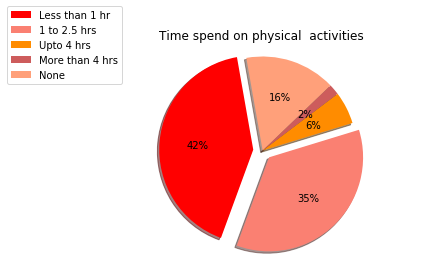 Less than 1 hr
1 to 2.5 hrs
Upto 4 hrs
More than 4 hrs
None
Time spend on physical  activities
16%
2%
6%
42%
35%